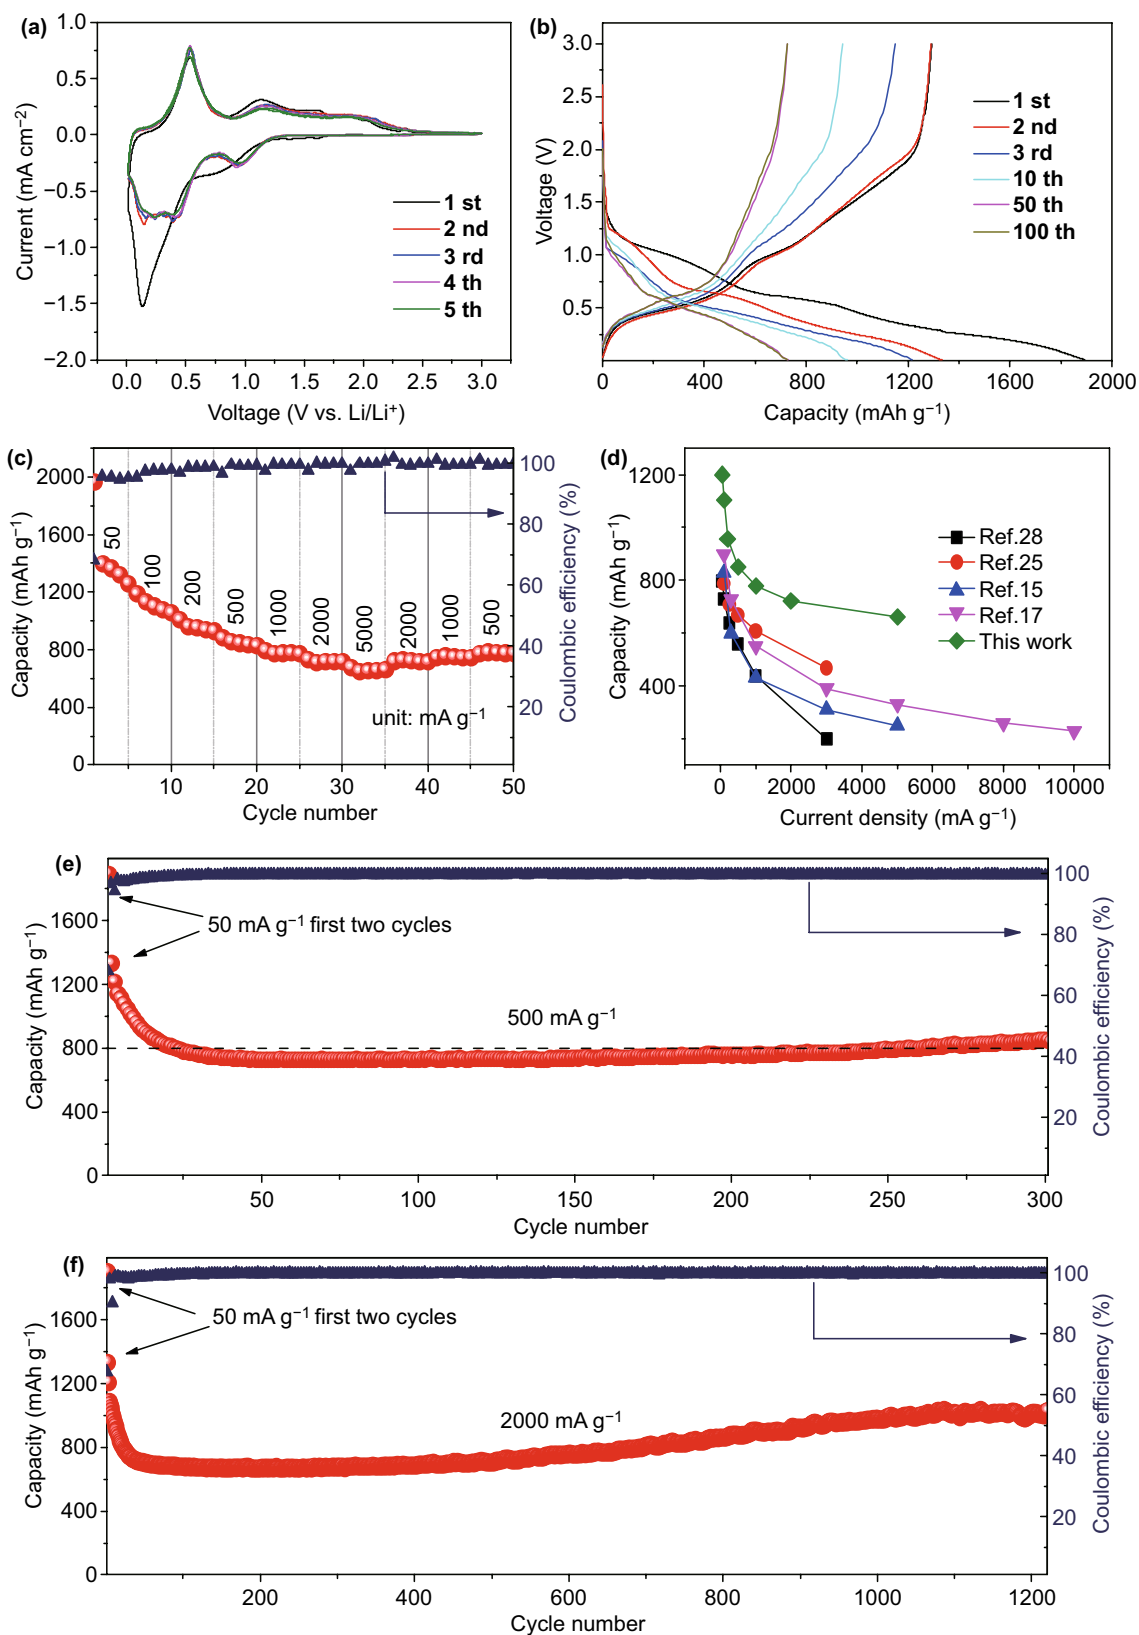 (a)
1.0
0.5
0.0
−0.5
−1.0
−1.5
−2.0
Current (mA cm−2)
1 st
2 nd
3 rd
4 th
5 th
0.0 0.5 1.0 1.5 2.0 2.5 3.0
Voltage (V vs. Li/Li+)
(b)
3.0
2.5
2.0
1.5
1.0
0.5
Voltage (V)
1 st
2 nd
3 rd
10 th
50 th
100 th
0 400 800 1200 1600 2000
Capacity (mAh g−1)
(c)
2000
1600
1200
800
400
0
Capacity (mAh g−1)
50
100
200
500
1000
2000
5000
2000
1000
500
unit: mA g−1
100
80
60
40
20
Coulombic efficiency (%)
10 20 30 40 50
Cycle number
(d)
1200
800
400
Capacity (mAh g−1)
Ref.28
Ref.25
Ref.15
Ref.17
This work
0 2000 4000 6000 8000 10000
Current density (mA g−1)
(e)
1600
1200
800
400
0
Capacity (mAh g−1)
50 mA g−1 first two cycles
500 mA g−1
100
80
60
40
20
Coulombic efficiency (%)
50 100 150 200 250 300
Cycle number
(f)
1600
1200
800
400
0
Capacity (mAh g−1)
50 mA g−1 first two cycles
2000 mA g−1
100
80
60
40
20
Coulombic efficiency (%)
200 400 600 800 1000 1200
Cycle number